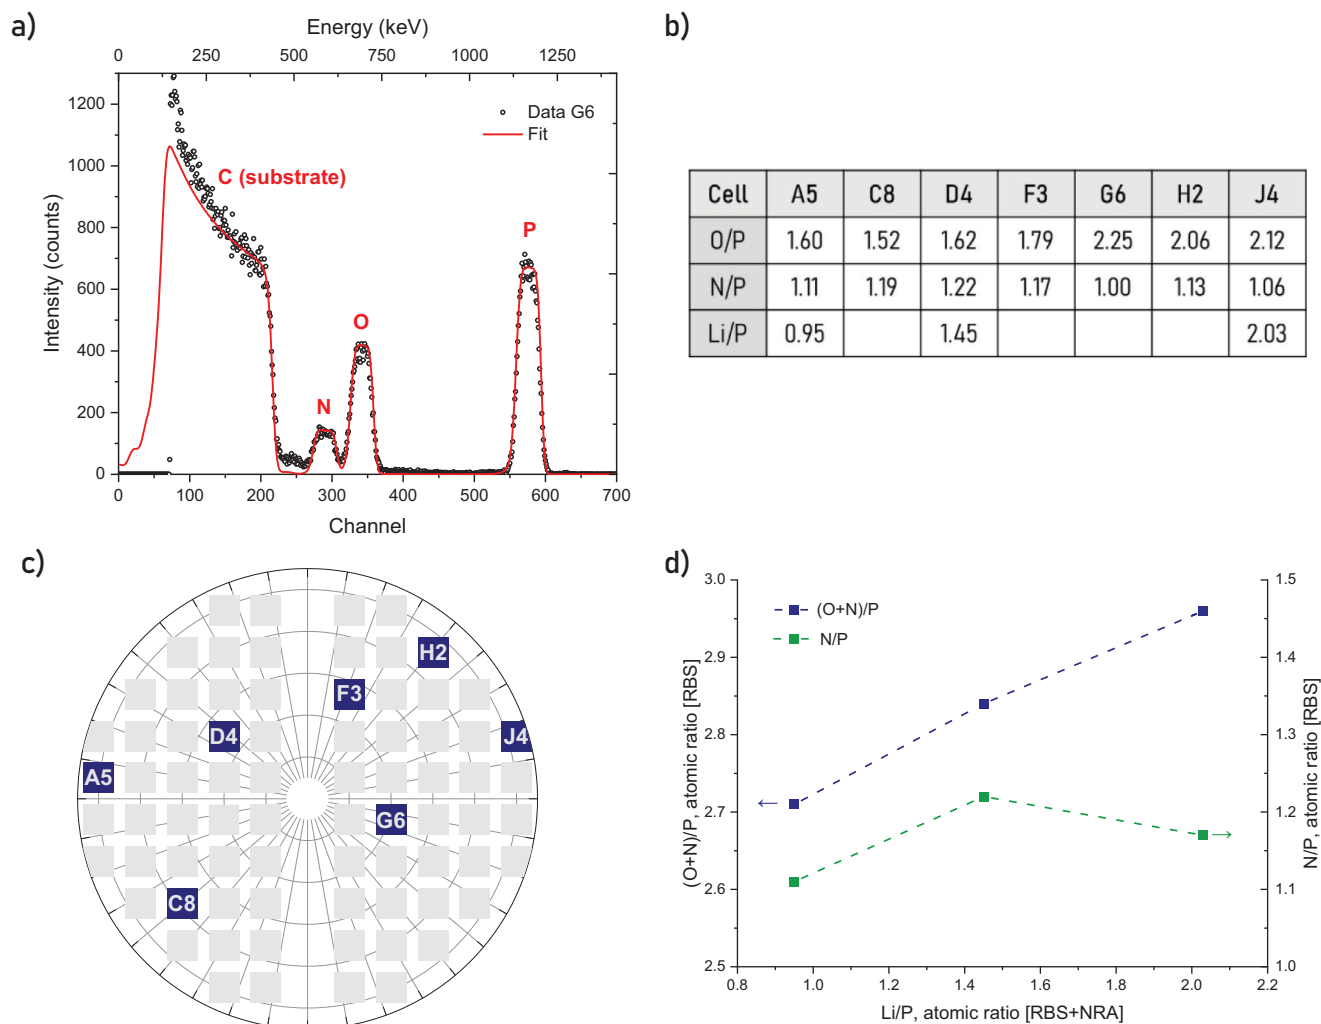 a)
Energy (keV)
0 250 500 750 1000 1250
1200
1000
800
600
400
200
0
Intensity (counts)
Data G6
Fit
C (substrate)
N
O
P
0 100 200 300 400 500 600 700
Channel
b)
Cell A5 C8 D4 F3 G6 H2 J4
O/P 1.60 1.52 1.62 1.79 2.25 2.06 2.12
N/P 1.11 1.19 1.22 1.17 1.00 1.13 1.06
Li/P 0.95 1.45 2.03
c)
H2
F3
D4
J4
A5
G6
C8
d)
3.0
2.9
2.8
2.7
2.6
2.5
(O+N)/P, atomic ratio [RBS]
(O+N)/P
N/P
1.5
1.4
1.3
1.2
1.1
1.0
N/P, atomic ratio [RBS]
0.8 1.0 1.2 1.4 1.6 1.8 2.0 2.2
Li/P, atomic ratio [RBS+NRA]